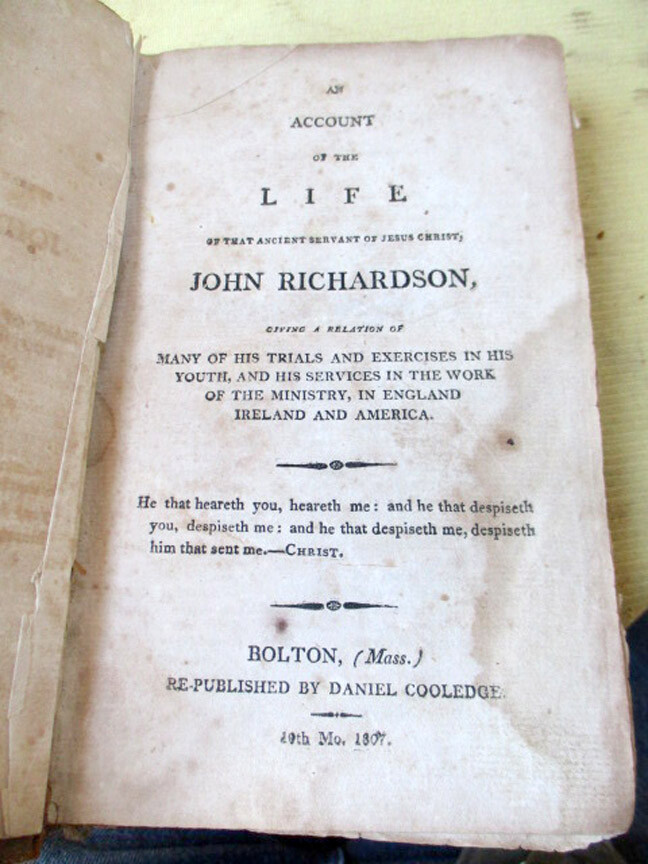 AN
ACCOUNT
OF THE
LIFE
OF THAT ANCIENT SERVANT OF JESUS CHRIST,
JOHN RICHARDSON,
GIVING A RELATION OF
MANY OF HIS TRIALS AND EXERCISES IN HIS
YOUTH, AND HIS SERVICES IN THE WORK
OF THE MINISTRY, IN ENGLAND
IRELAND AND AMERICA.
He that heareth you, heareth me: and he that despiseth
you, despiseth me: and he that despiseth me, despiseth
him that sent me.—CHRIST.
BOLTON, (Mass.)
RE-PUBLISHED BY DANIEL COOLEDGE.
Mo. 1807.